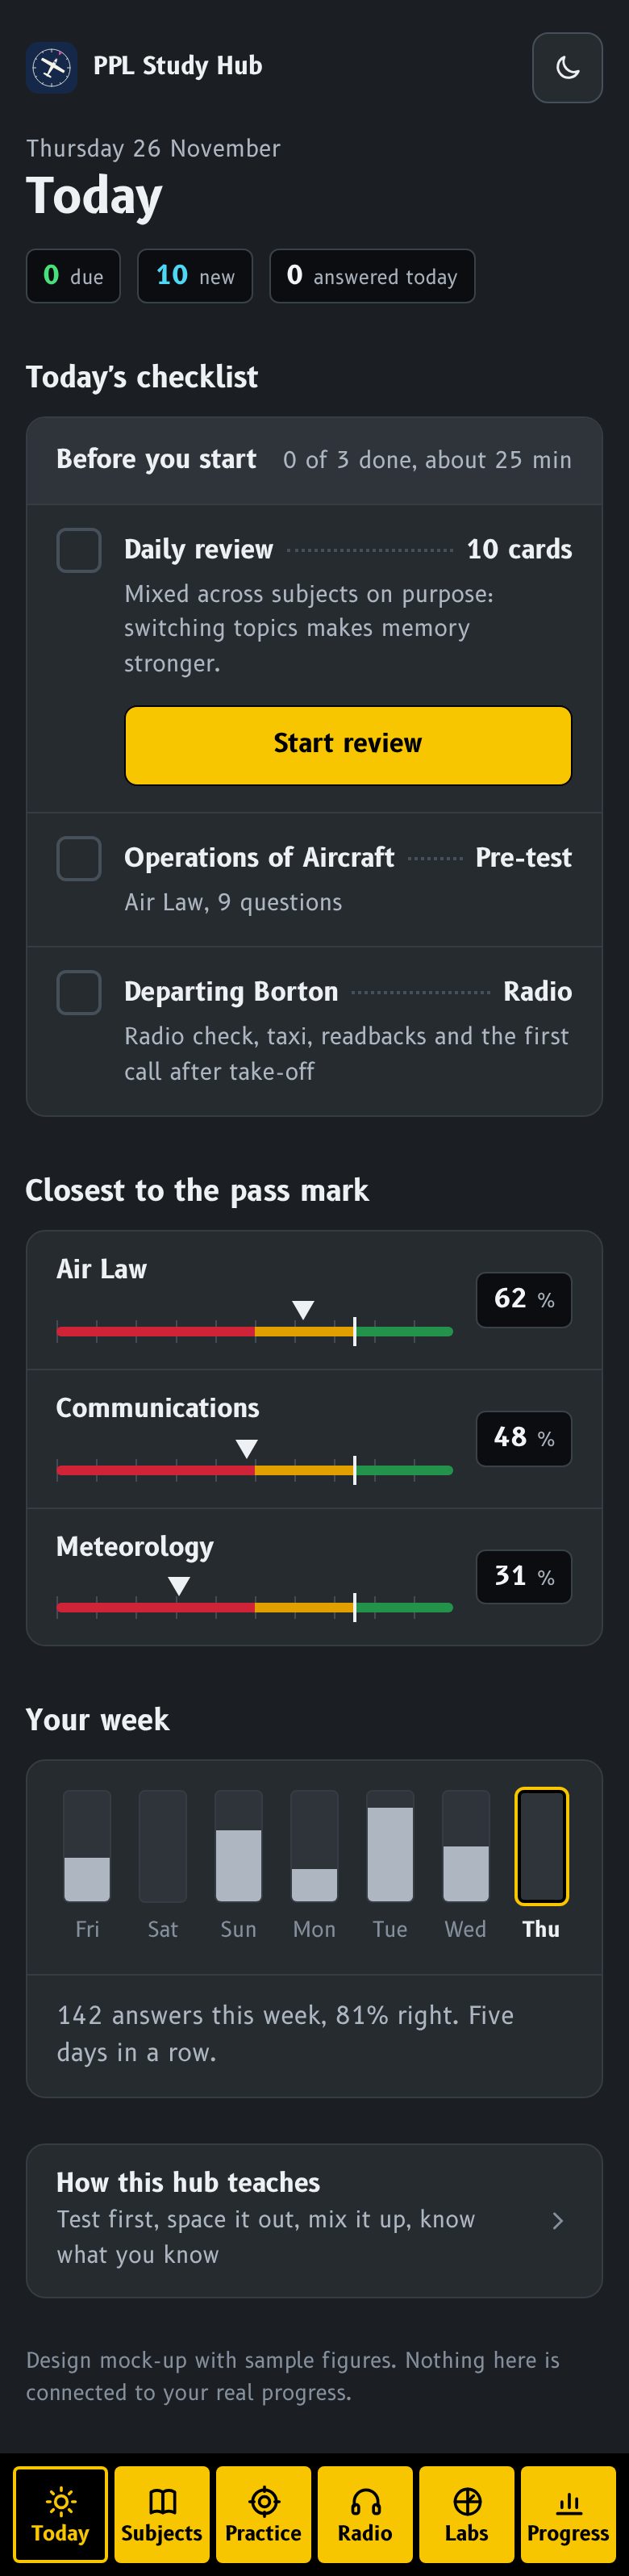 PPL Study Hub
Thursday 26 November
Today
0 due
10 new
0 answered today
Today's checklist
Before you start
0 of 3 done, about 25 min
Daily review
10 cards
Mixed across subjects on purpose:
switching topics makes memory
stronger.
Start review
Operations of Aircraft
Pre-test
Air Law, 9 questions
Departing Borton
Radio
Radio check, taxi, readbacks and the first
call after take-off
Closest to the pass mark
Air Law
62 %
Communications
48 %
Meteorology
31 %
Your week
Fri
Sat
Sun
Mon
Tue
Wed
Thu
142 answers this week, 81% right. Five
days in a row.
How this hub teaches
Test first, space it out, mix it up, know
what you know
Design mock-up with sample figures. Nothing here is
connected to your real progress.
Today
Subjects
Practice
Radio
Labs
Progress